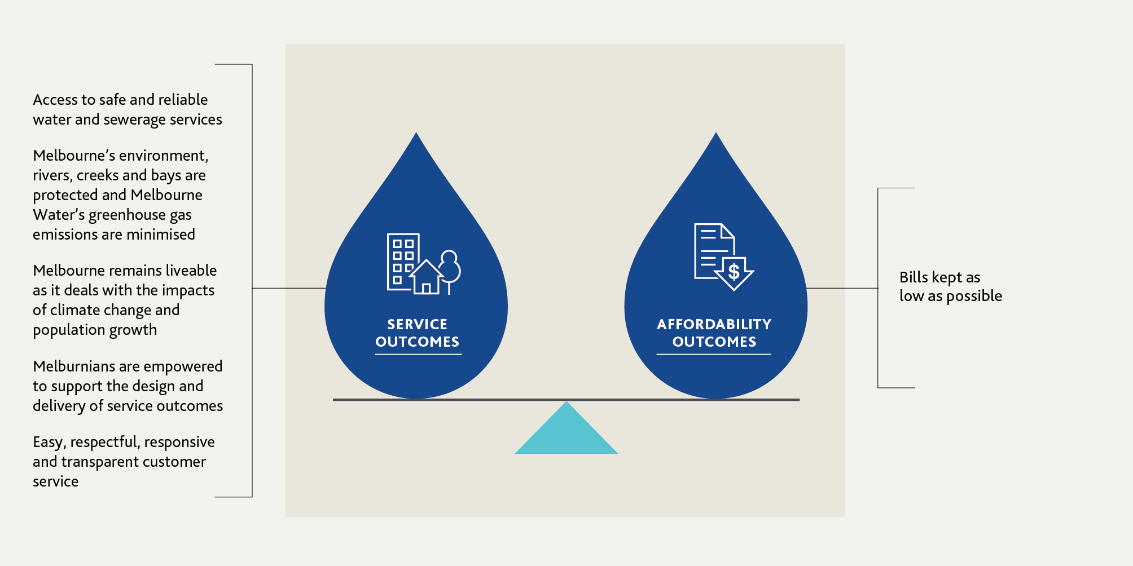 Access to safe and reliable
water and sewerage services
Melbourne's environment,
rivers, creeks and bays are
protected and Melbourne
Water's greenhouse gas
emissions are minimised
Melbourne remains liveable
as it deals with the impacts
of climate change and
population growth
Melburnians are empowered
to support the design and
delivery of service outcomes
Easy, respectful, responsive
and transparent customer
service
SERVICE
OUTCOMES
$
AFFORDABILITY
OUTCOMES
Bills kept as
low as possible